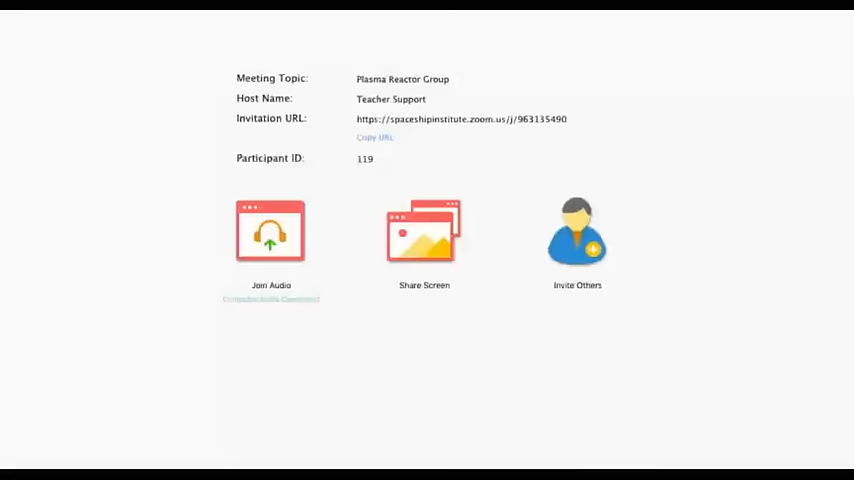 Meeting Topic: Plasma Reactor Group
Host Name: Teacher Support
Invitation URL: https://spaceshipinstitute.zoom.us/j/963135490
Copy URL
Participant ID: 119
Join Audio Share Screen Invite Others